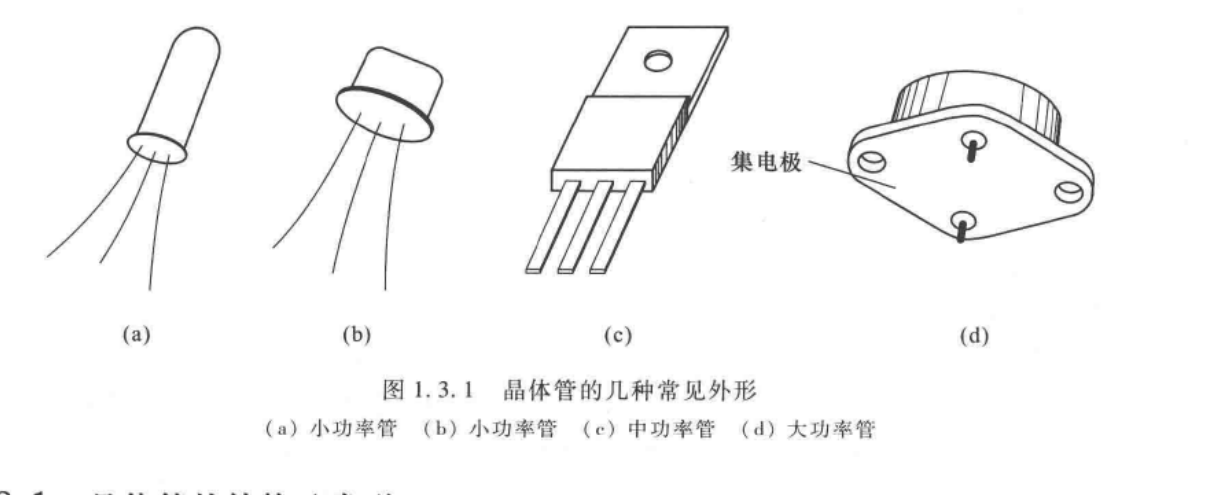 集电极
(a) (b) (c) (d)
图 1.3.1 晶体管的几种常见外形
(a) 小功率管 (b) 小功率管 (c) 中功率管 (d) 大功率管